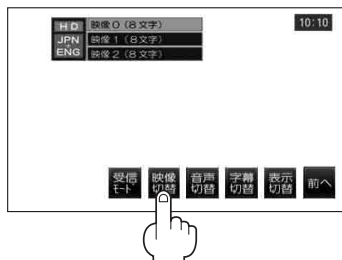 HD
JPN
+
ENG
映像0（8文字）
映像1（8文字）
映像2（8文字）
10:10
受信
ﾓｰﾄﾞ
映像
切替
音声
切替
字幕
切替
表示
切替
前へ